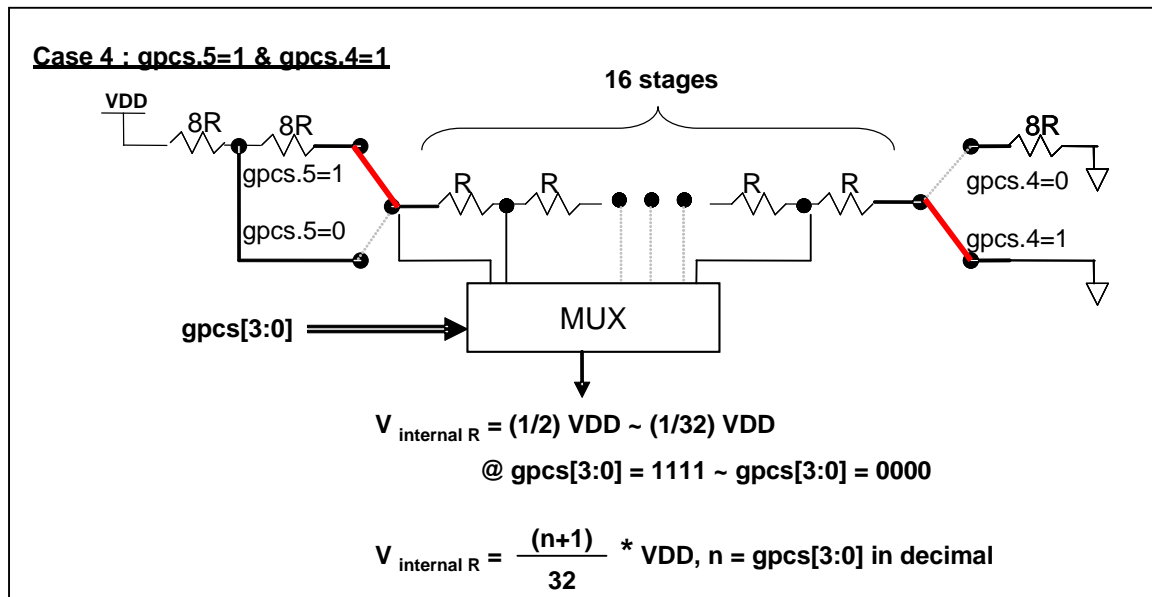 Case 4 : gpcs.5=1 & gpcs.4=1
16 stages
VDD
8R
8R
8R
gpcs.5=1
gpcs.4=0
R
R
R
R
gpcs.5=0
gpcs.4=1
gpcs[3:0]
MUX
V internal R = (1/2) VDD ~ (1/32) VDD
@ gpcs[3:0] = 1111 ~ gpcs[3:0] = 0000
V internal R = (n+1) / 32 * VDD, n = gpcs[3:0] in decimal